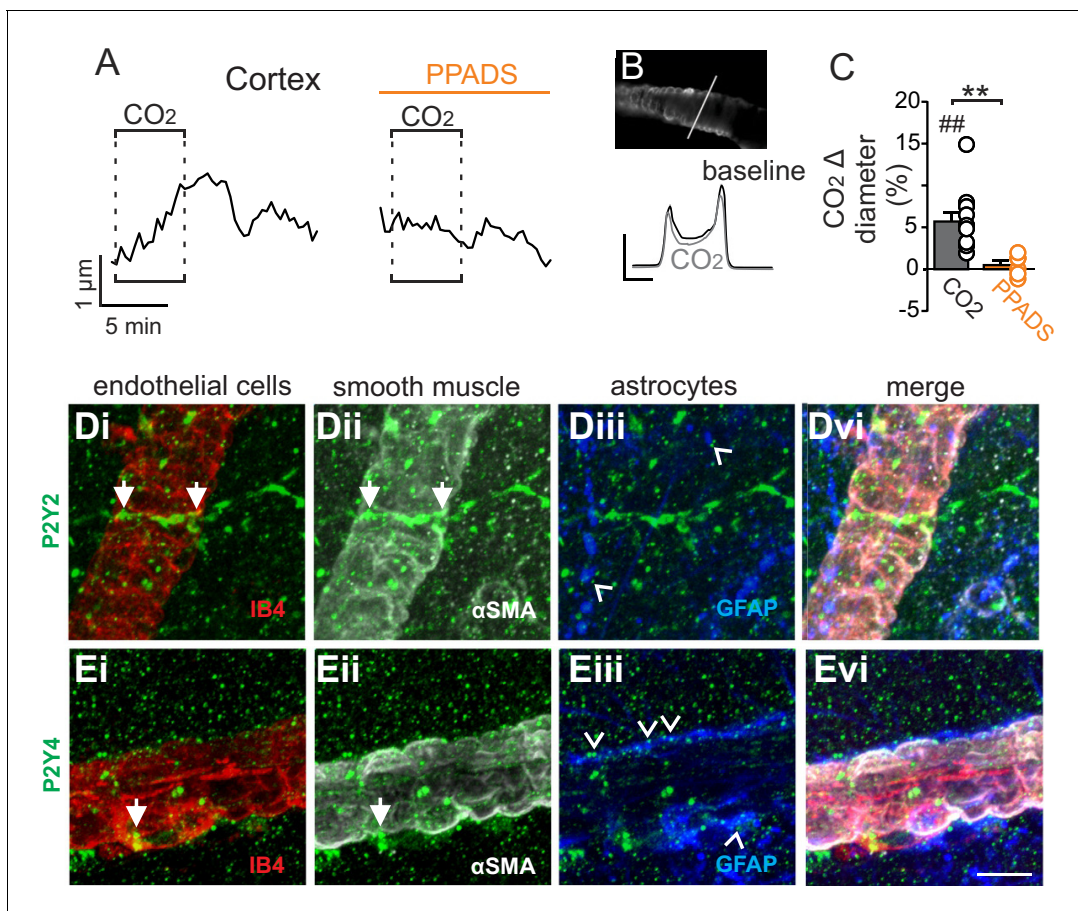 A
Cortex
CO2
1 μm
5 min
PPADS
CO2
B
baseline
CO2
C
CO2 Δ
diameter
(%)
20
15
10
5
0
-5
**
##
CO2
PPADS
endothelial cells
smooth muscle
astrocytes
merge
P2Y2
Di
IB4
Dii
αSMA
Diii
GFAP
Dvi
P2Y4
Ei
IB4
Eii
αSMA
Eiii
GFAP
Evi